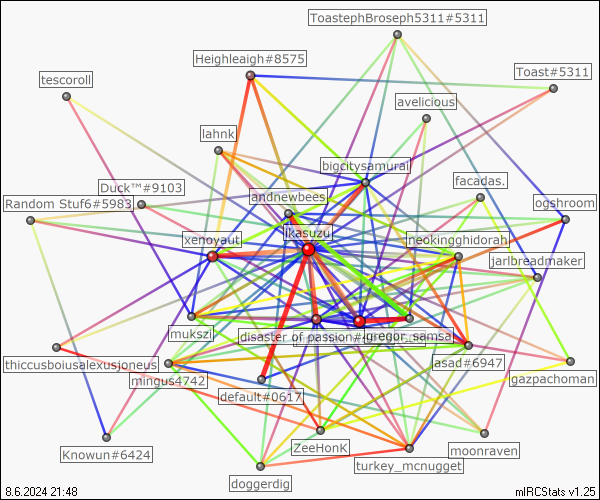 ToastephBroseph5311#5311
Heighleaigh#8575
Toast#5311
tescoroll
avelicious
lahnk
bigcitysamurai
Duck™#9103
facadas.
andnewbees
Random Stuf6#5983
ogshroom
ikasuzu
xenoyaut
neokingghidorah
jarlbreadmaker
mukszi
disaster of passion#
gregor_samsa
asad#6947
thiccusboiusalexusjoneus
mingus4742
gazpachoman
default#0617
ZeeHonK
moonraven
Knowun#6424
turkey_mcnugget
doggerdig
8.6.2024 21:48
mIRCStats v1.25